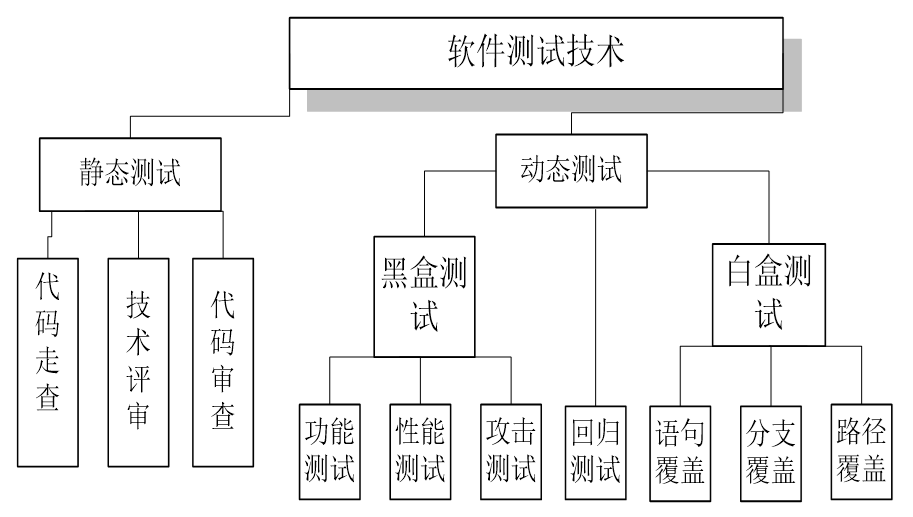 软件测试技术
静态测试
动态测试
代码走查
技术评审
代码审查
黑盒测
试
白盒测
试
功能
测试
性能
测试
攻击
测试
回归
测试
语句
覆盖
分支
覆盖
路径
覆盖